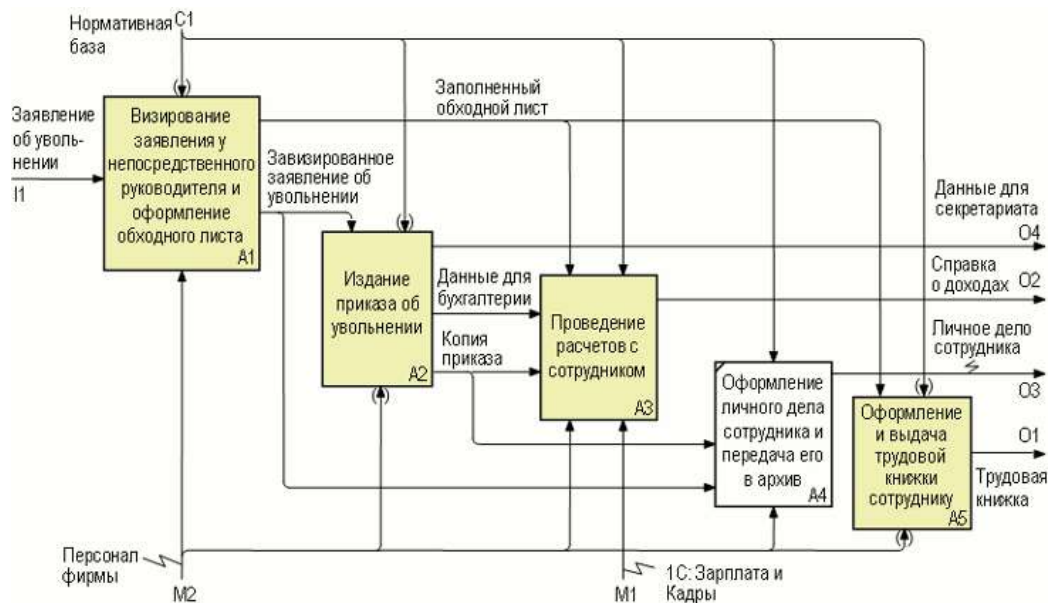 Нормативная
база
C1
Заявление
об уволь-
нении
I1
Визирование
заявления у
непосредственного
руководителя и
оформление
обходного листа
A1
Заполненный
обходной лист
Завизированное
заявление об
увольнении
Издание
приказа об
увольнении
A2
Данные для
бухгалтерии
Копия
приказа
Проведение
расчетов с
сотрудником
A3
Оформление
личного дела
сотрудника и
передача его
в архив
A4
Оформление
и выдача
трудовой
книжки
сотруднику
A5
Данные для
секретариата
O4
Справка
о доходах
O2
Личное дело
сотрудника
O3
O1
Трудовая
книжка
Персонал
фирмы
M2
M1
1С: Зарплата и
Кадры